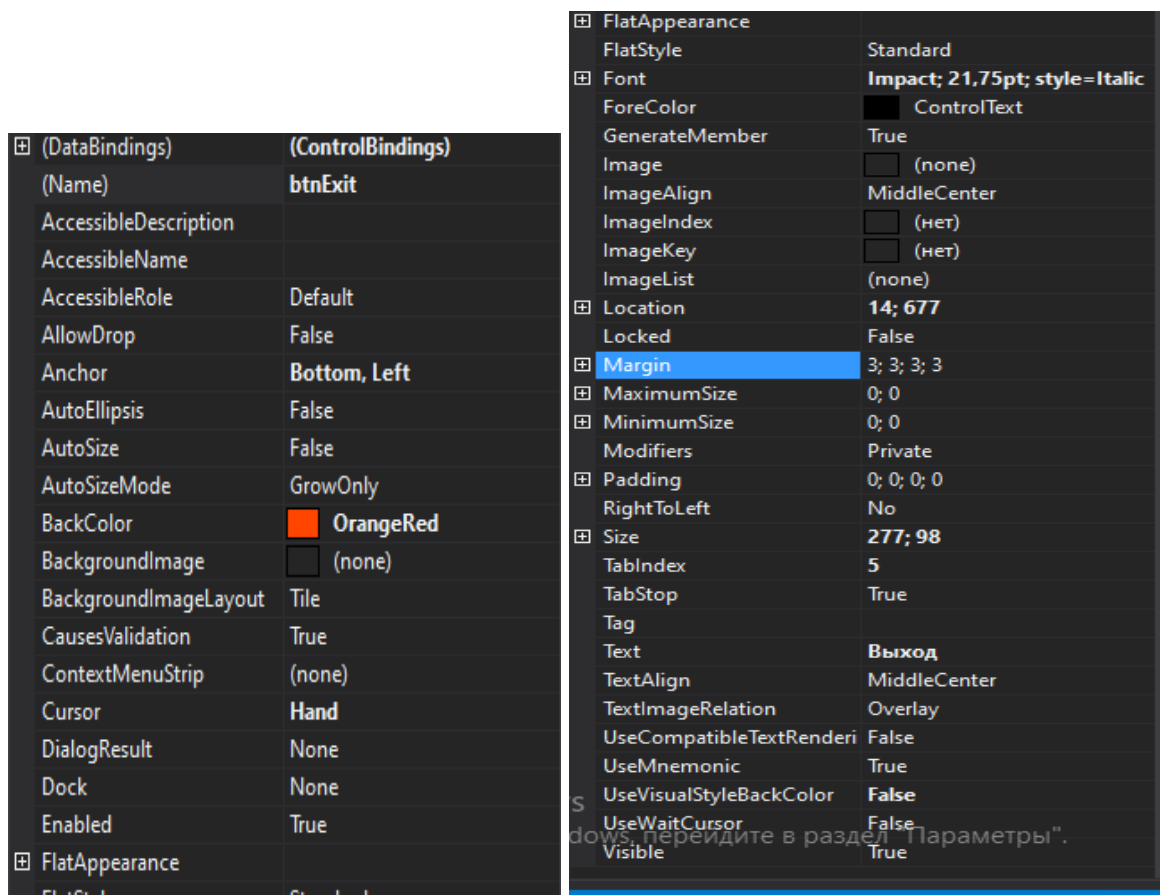 (DataBindings) (ControlBindings)
(Name) btnExit
AccessibleDescription
AccessibleName
AccessibleRole Default
AllowDrop False
Anchor Bottom, Left
AutoEllipsis False
AutoSize False
AutoSizeMode GrowOnly
BackColor OrangeRed
BackgroundImage (none)
BackgroundImageLayout Tile
CausesValidation True
ContextMenuStrip (none)
Cursor Hand
DialogResult None
Dock None
Enabled True
FlatAppearance
FlatAppearance
FlatStyle Standard
Font Impact; 21,75pt; style=Italic
ForeColor ControlText
GenerateMember True
Image (none)
ImageAlign MiddleCenter
ImageIndex (нет)
ImageKey (нет)
ImageList (none)
Location 14; 677
Locked False
Margin 3; 3; 3; 3
MaximumSize 0; 0
MinimumSize 0; 0
Modifiers Private
Padding 0; 0; 0; 0
RightToLeft No
Size 277; 98
TabIndex 5
TabStop True
Tag
Text Выход
TextAlign MiddleCenter
TextImageRelation Overlay
UseCompatibleTextRenderi False
UseMnemonic True
UseVisualStyleBackColor False
UseWaitCursor False
dows, перейдите в раздел "Параметры".
Visible True